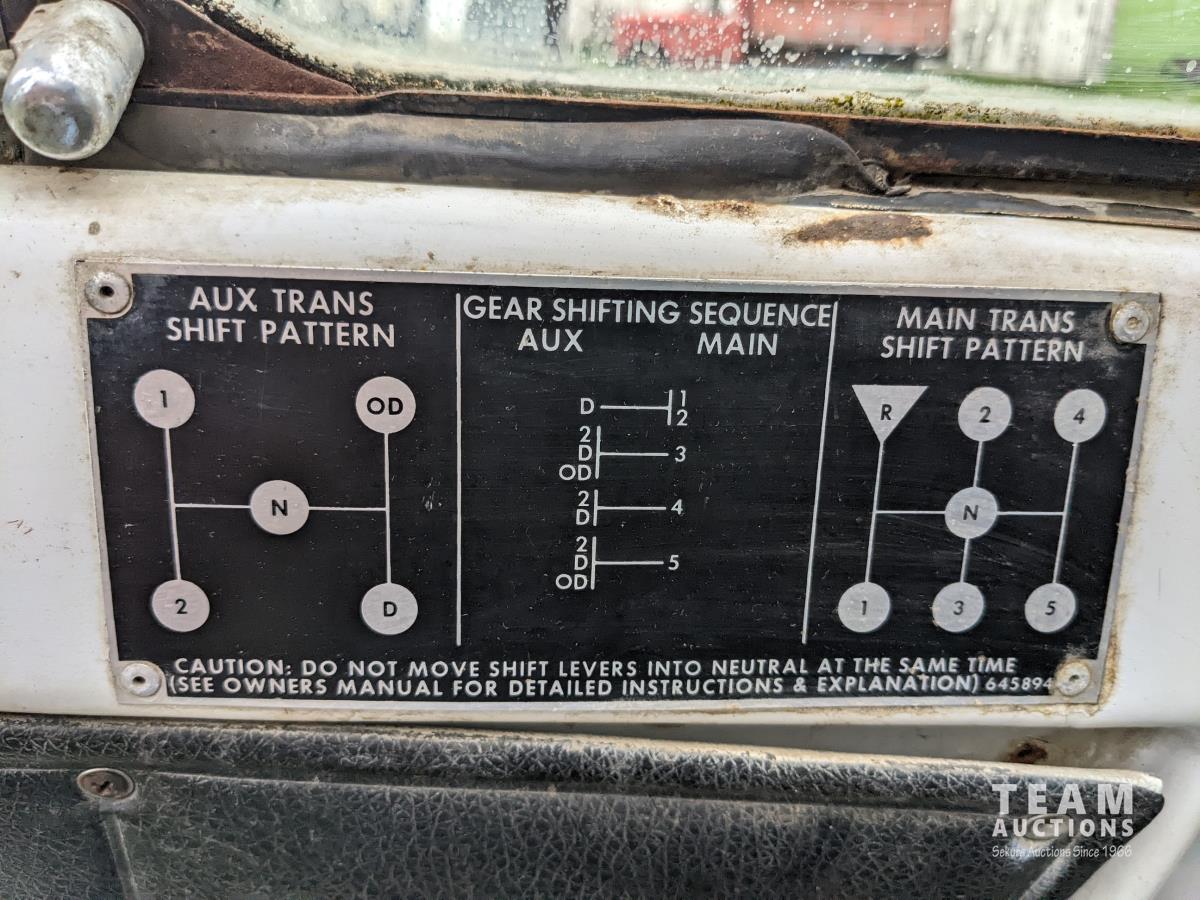 AUX TRANS
SHIFT PATTERN
1
OD
N
2
D
GEAR SHIFTING SEQUENCE
AUX MAIN
D 1
2
2
D 3
OD
2
D 4
2
D 5
OD
MAIN TRANS
SHIFT PATTERN
R 2 4
N
1 3 5
CAUTION: DO NOT MOVE SHIFT LEVERS INTO NEUTRAL AT THE SAME TIME
(SEE OWNERS MANUAL FOR DETAILED INSTRUCTIONS & EXPLANATION) 645894
TEAM
AUCTIONS
Sekura Auctions Since 1966